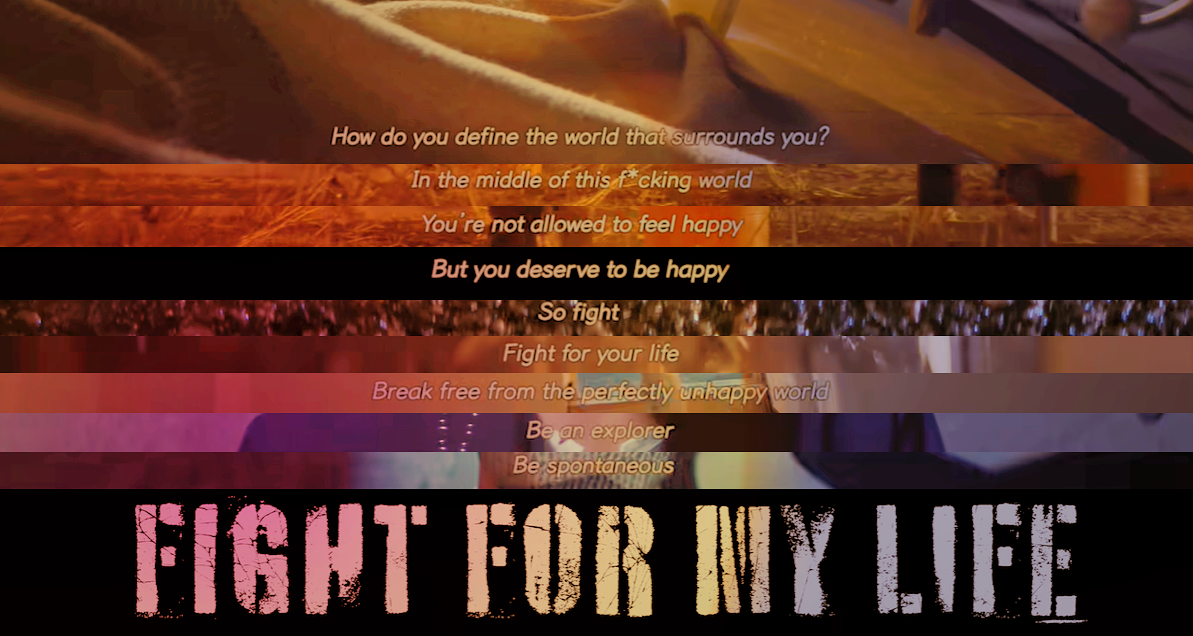 How do you define the world that surrounds you?
In the middle of this f*cking world
You're not allowed to feel happy
But you deserve to be happy
So fight
Fight for your life
Break free from the perfectly unhappy world
Be an explorer
Be spontaneous
FIGHT FOR MY LIFE